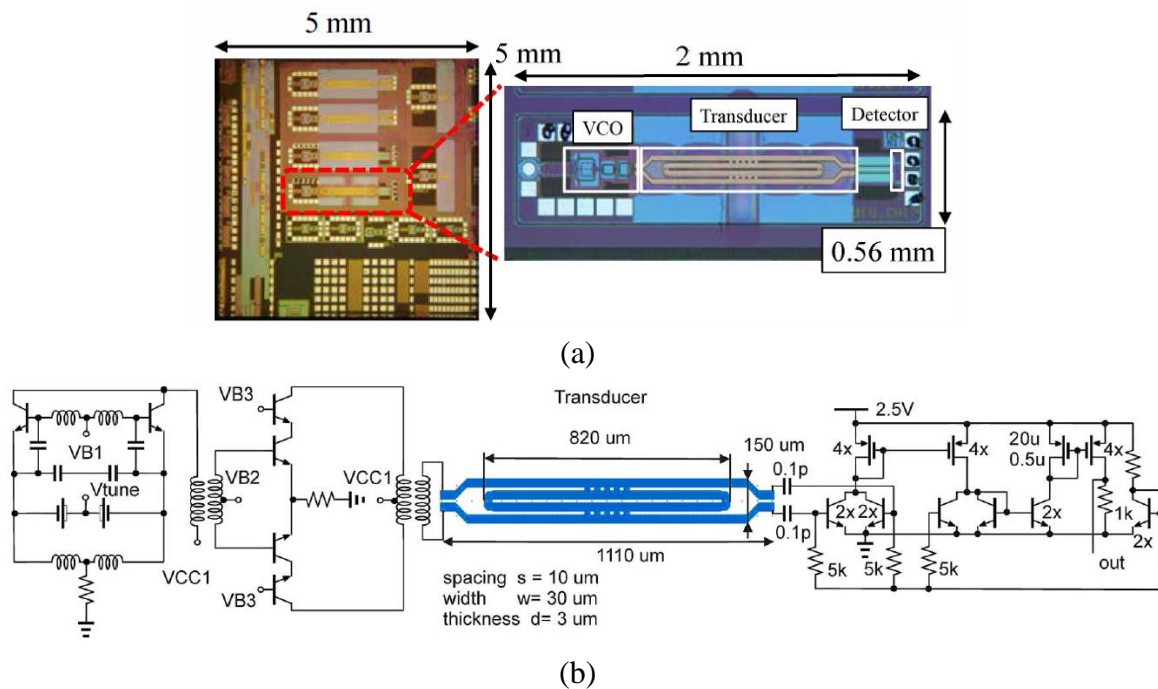 5 mm
5 mm
2 mm
VCO
Transducer
Detector
0.56 mm
(a)
VB3
VB1
Vtune
VB2
VCC1
VB3
VCC1
Transducer
820 um
150 um
0.1p
0.1p
1110 um
spacing s = 10 um
width w= 30 um
thickness d= 3 um
2.5V
4x
4x
20u
0.5u
4x
2x
2x
2x
1k
5k
5k
5k
out
2x
(b)